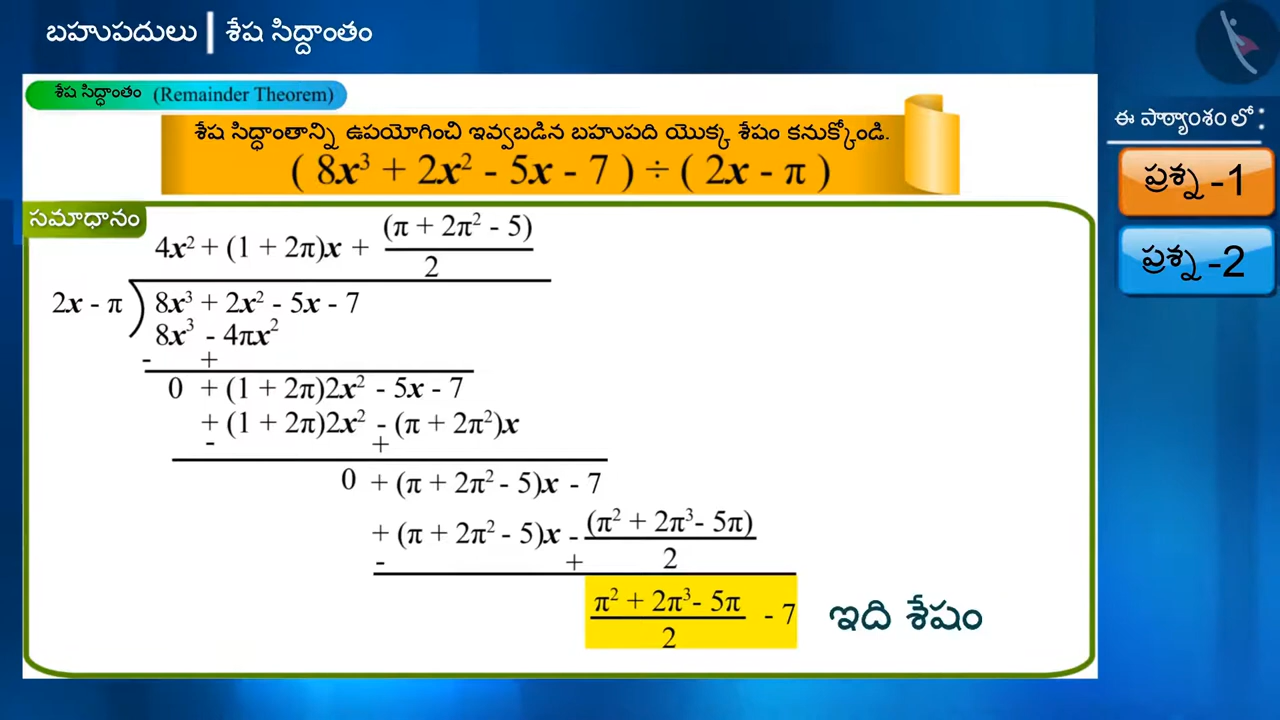 బహుపదులు | శేష సిద్దాంతం
శేష సిద్ధాంతం (Remainder Theorem)
ఈ పాఠ్యాంశం లో :
శేష సిద్ధాంతాన్ని ఉపయోగించి ఇవ్వబడిన బహుపది యొక్క శేషం కనుక్కోండి.
( 8x³ + 2x² - 5x - 7 ) ÷ ( 2x - π )
ప్రశ్న -1
ప్రశ్న -2
సమాధానం
4x² + (1 + 2π)x + (π + 2π² - 5)/2
2x - π ) 8x³ + 2x² - 5x - 7
8x³ - 4πx²
- +
0 + (1 + 2π)2x² - 5x - 7
+ (1 + 2π)2x² - (π + 2π²)x
- +
0 + (π + 2π² - 5)x - 7
+ (π + 2π² - 5)x - (π² + 2π³- 5π)/2
- +
(π² + 2π³- 5π)/2 - 7 ఇది శేషం